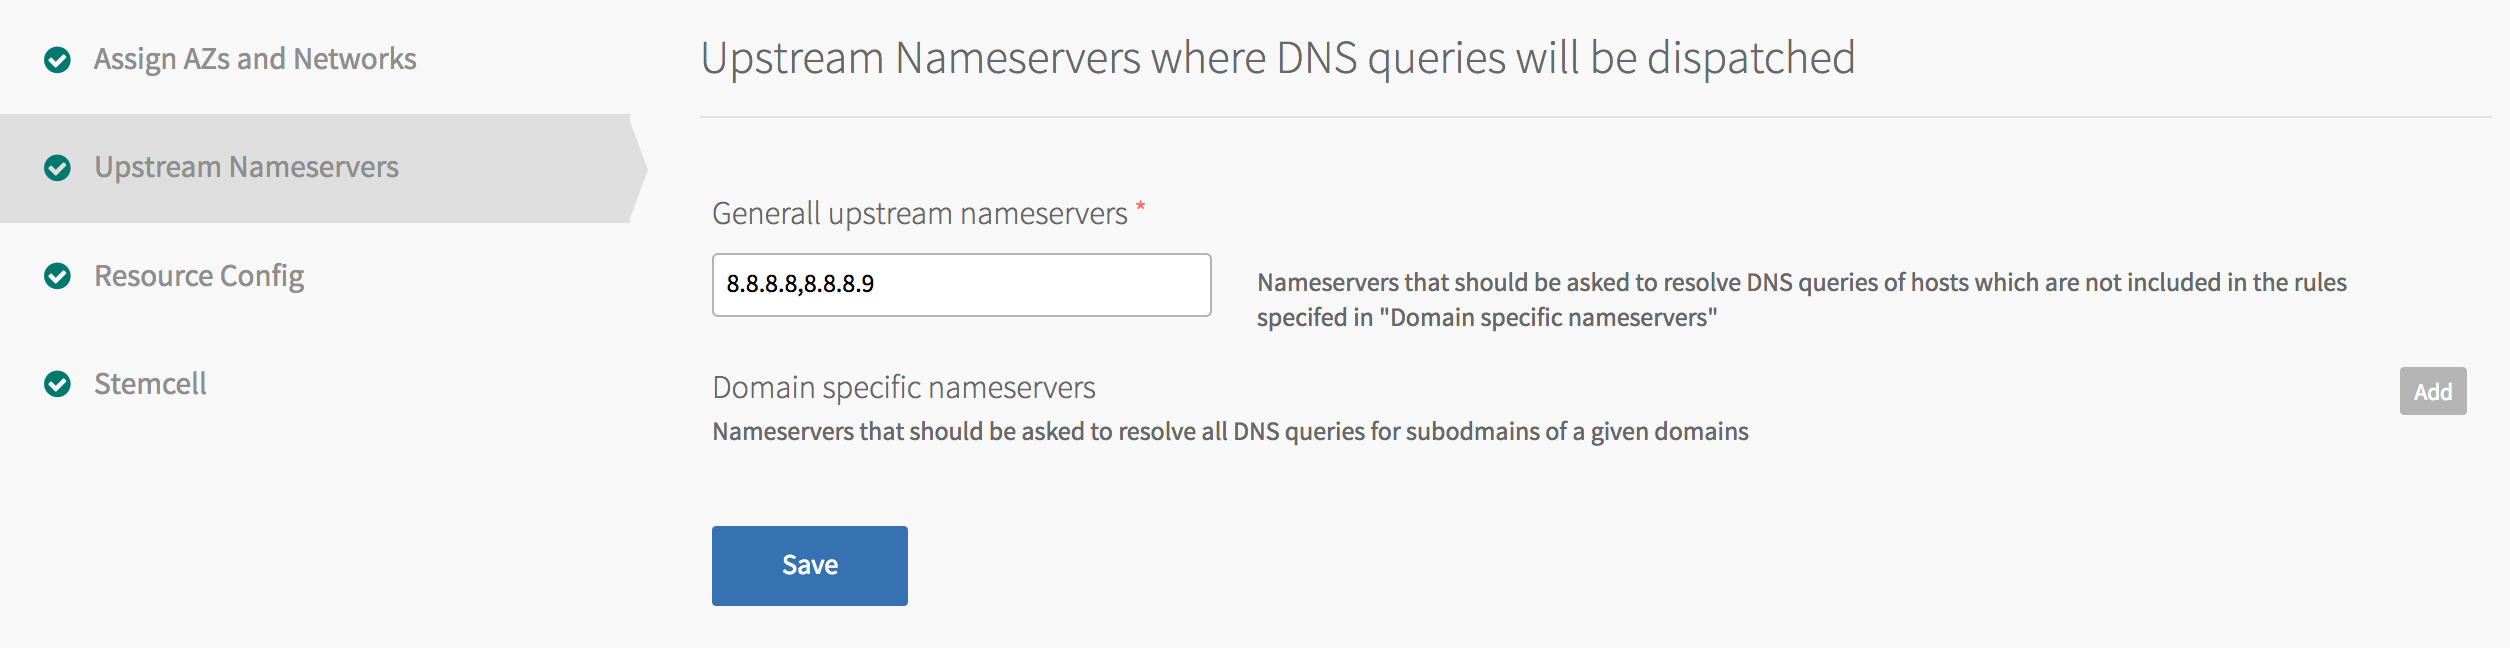 Assign AZs and Networks
Upstream Nameservers
Resource Config
Stemcell
Upstream Nameservers where DNS queries will be dispatched
Generall upstream nameservers *
8.8.8.8,8.8.8.9
Nameservers that should be asked to resolve DNS queries of hosts which are not included in the rules
specifed in "Domain specific nameservers"
Domain specific nameservers
Add
Nameservers that should be asked to resolve all DNS queries for subodmains of a given domains
Save